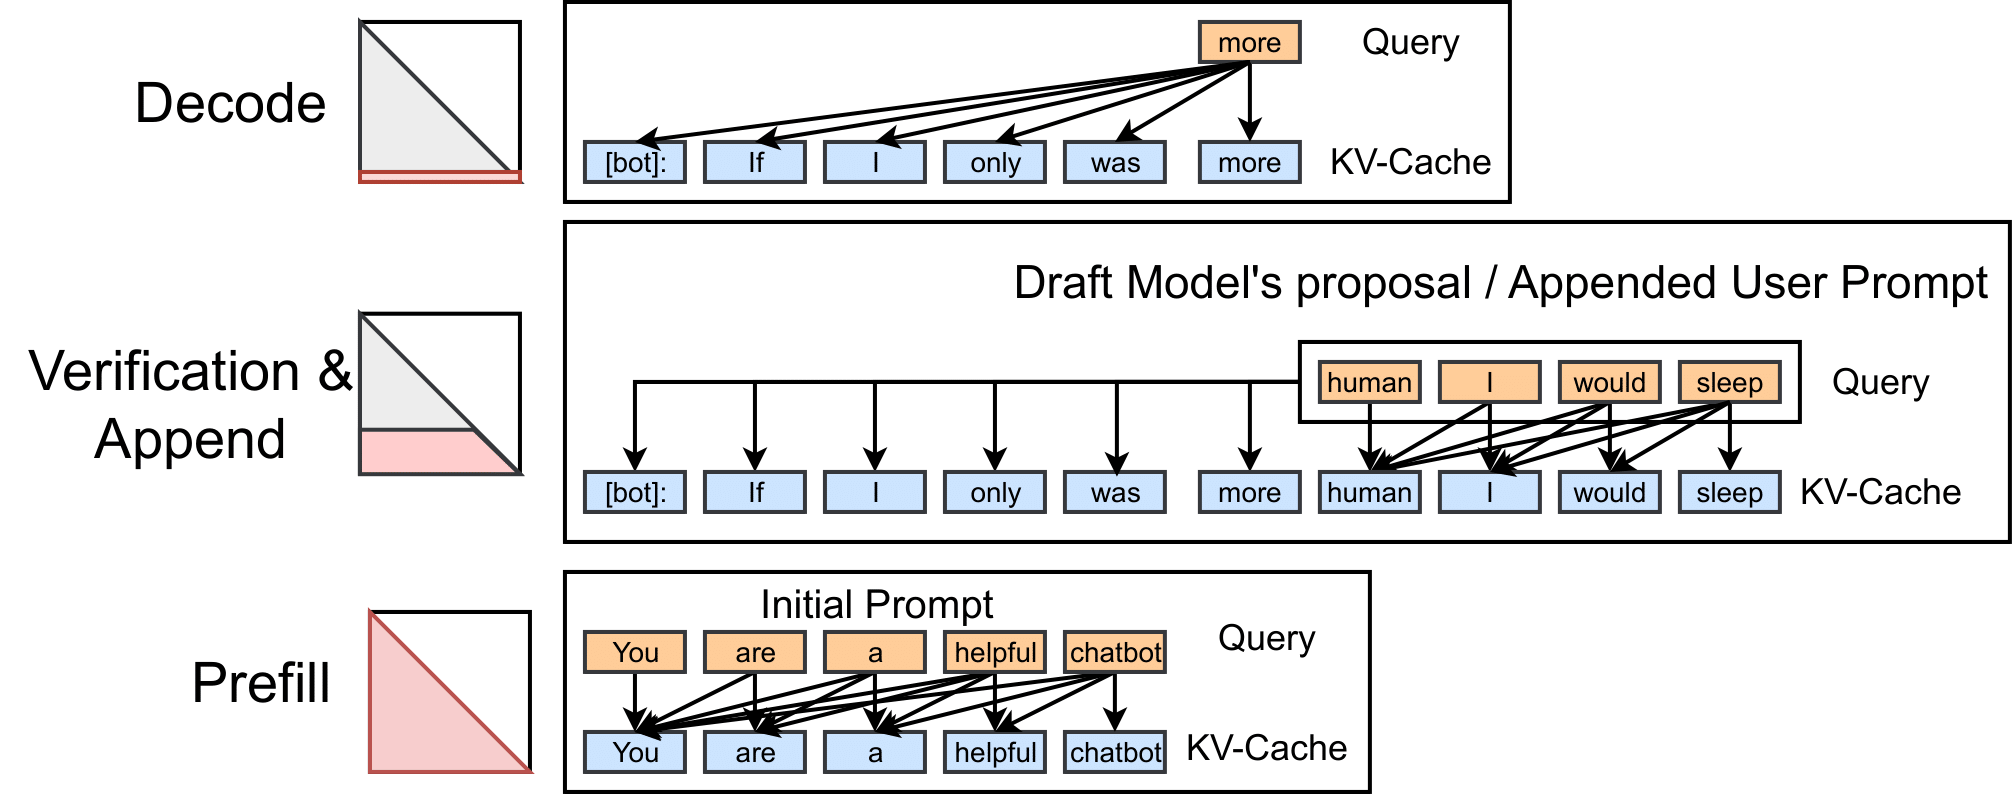 Decode
more
Query
[bot]: If I only was more KV-Cache
Verification &
Append
Draft Model's proposal / Appended User Prompt
human I would sleep Query
[bot]: If I only was more human I would sleep KV-Cache
Prefill
Initial Prompt
You are a helpful chatbot Query
You are a helpful chatbot KV-Cache